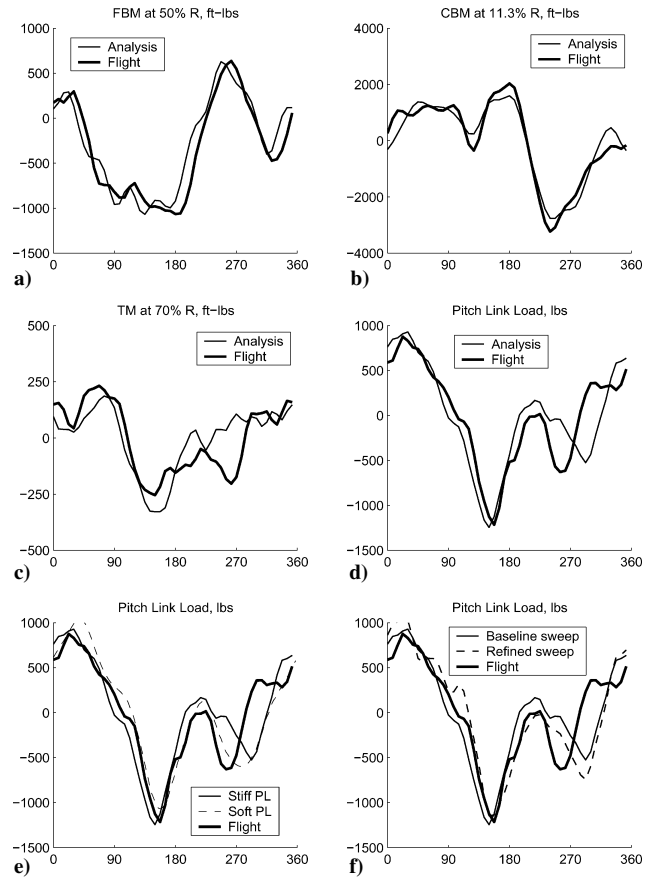 FBM at 50% R, ft−lbs
1000
500
0
−500
−1000
−1500
0 90 180 270 360
Analysis
Flight
a)
CBM at 11.3% R, ft−lbs
4000
2000
0
−2000
−4000
0 90 180 270 360
Analysis
Flight
b)
TM at 70% R, ft−lbs
500
250
0
−250
−500
0 90 180 270 360
Analysis
Flight
c)
Pitch Link Load, lbs
1000
500
0
−500
−1000
−1500
0 90 180 270 360
Analysis
Flight
d)
Pitch Link Load, lbs
1000
500
0
−500
−1000
−1500
0 90 180 270 360
Stiff PL
Soft PL
Flight
e)
Pitch Link Load, lbs
1000
500
0
−500
−1000
−1500
0 90 180 270 360
Baseline sweep
Refined sweep
Flight
f)